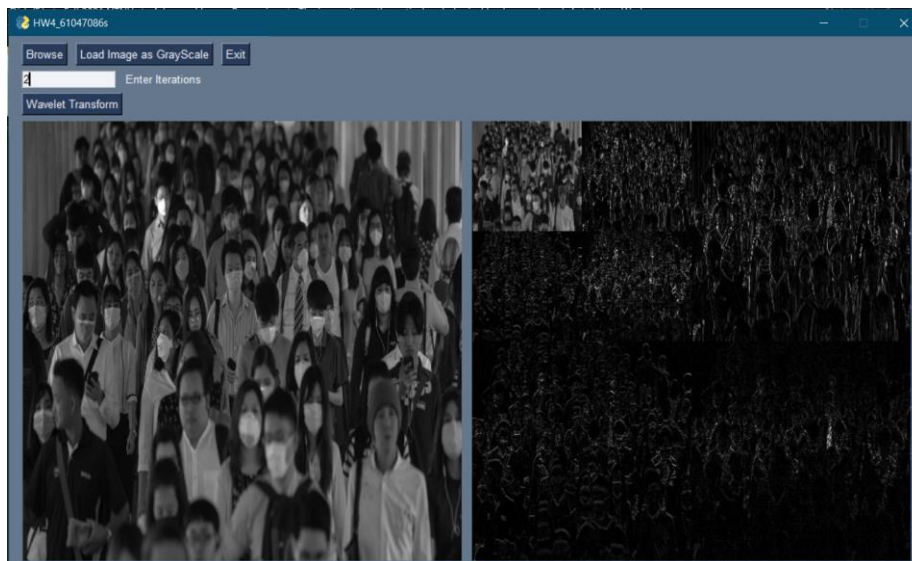 HW4_61047086s
Browse Load Image as GrayScale Exit
2 Enter Iterations
Wavelet Transform